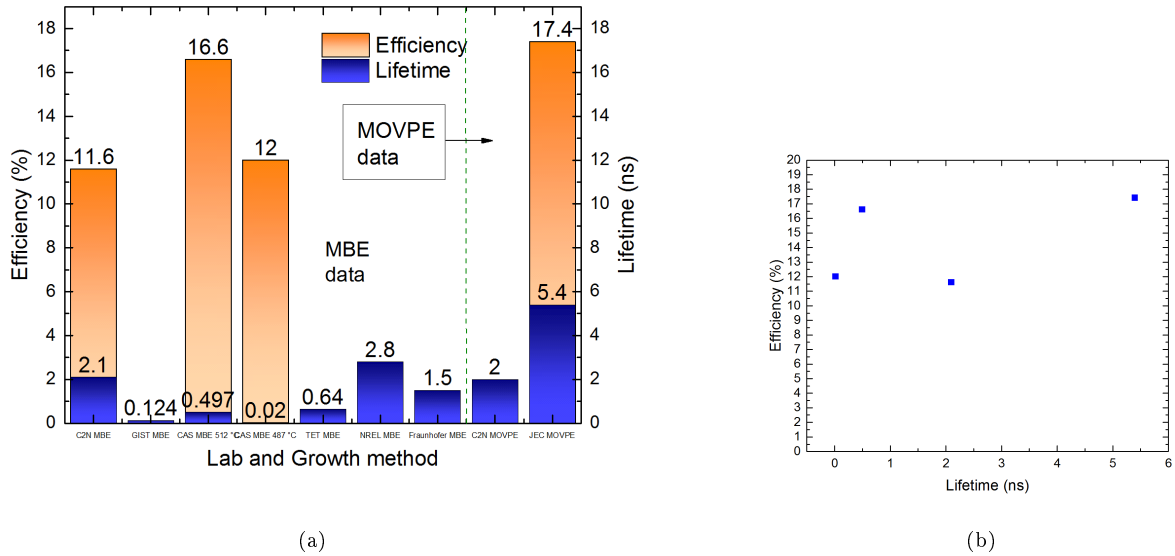 18
16
14
12
10
8
6
4
2
0
Efficiency (%)
11.6
2.1
0.124
16.6
0.497
12
0.02
0.64
2.8
1.5
2
17.4
5.4
Efficiency
Lifetime
MOVPE
data
MBE
data
18
16
14
12
10
8
6
4
2
0
Lifetime (ns)
C2N MBE
GIST MBE
CAS MBE 512 °C
CAS MBE 487 °C
TET MBE
NREL MBE
Fraunhofer MBE
C2N MOVPE
JEC MOVPE
Lab and Growth method
(a)
20
19
18
17
16
15
14
13
12
11
10
9
8
7
6
5
4
3
2
1
0
Efficiency (%)
0 1 2 3 4 5 6
Lifetime (ns)
(b)